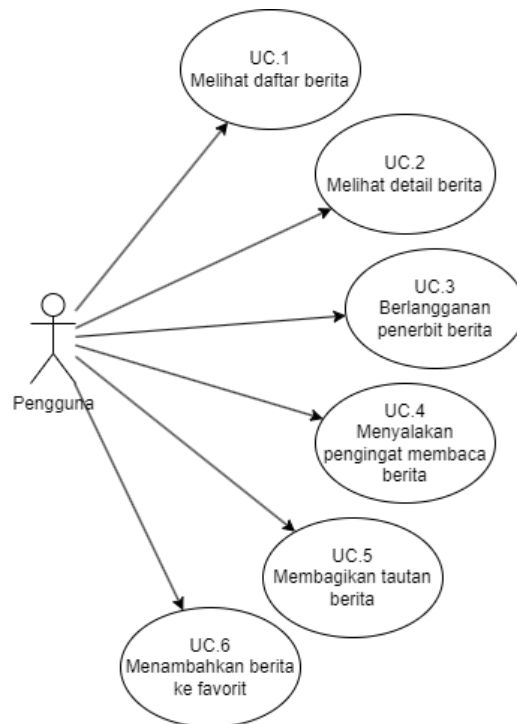 UC.1
Melihat daftar berita
UC.2
Melihat detail berita
UC.3
Berlangganan
penerbit berita
Pengguna
UC.4
Menyalakan
pengingat membaca
berita
UC.5
Membagikan tautan
berita
UC.6
Menambahkan berita
ke favorit